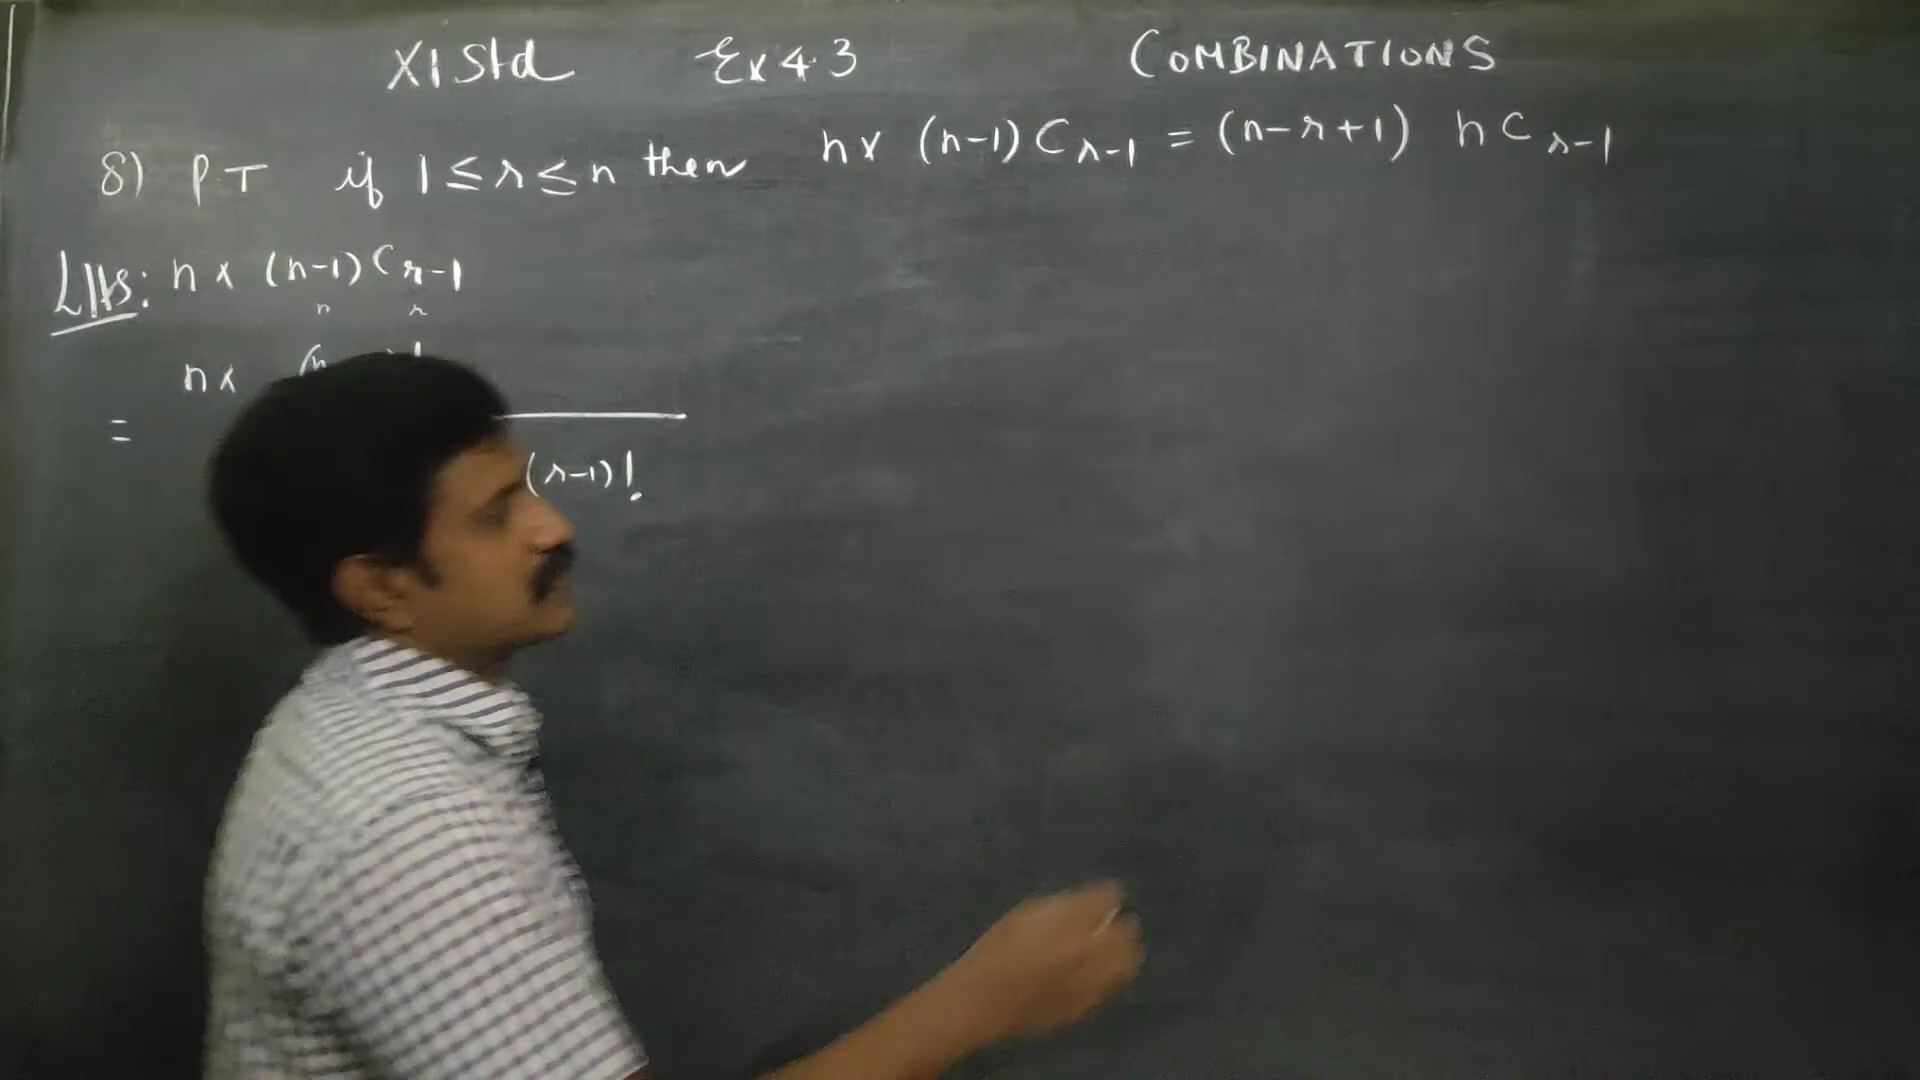 XI Std Ex 4.3 COMBINATIONS
8) P.T if 1 ≤ r ≤ n then n x (n-1) C r-1 = (n-r+1) n C r-1
LHS: n x (n-1) C r-1
n r
n x (n !
=
(r-1)!